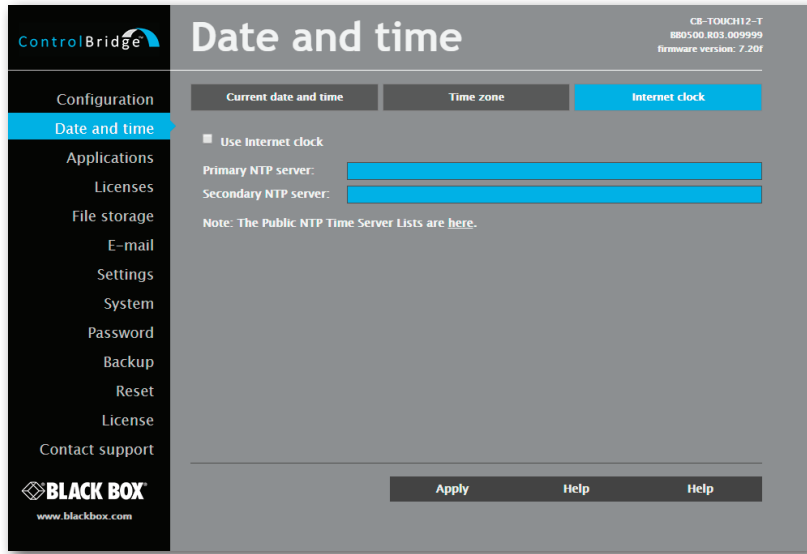 ControlBridge™
Date and time
CB-TOUCH12-T
BB0500.R03.009999
firmware version: 7.20f
Configuration
Date and time
Applications
Licenses
File storage
E-mail
Settings
System
Password
Backup
Reset
License
Contact support
BLACK BOX®
www.blackbox.com
Current date and time
Time zone
Internet clock
Use Internet clock
Primary NTP server:
Secondary NTP server:
Note: The Public NTP Time Server Lists are here.
Apply
Help
Help